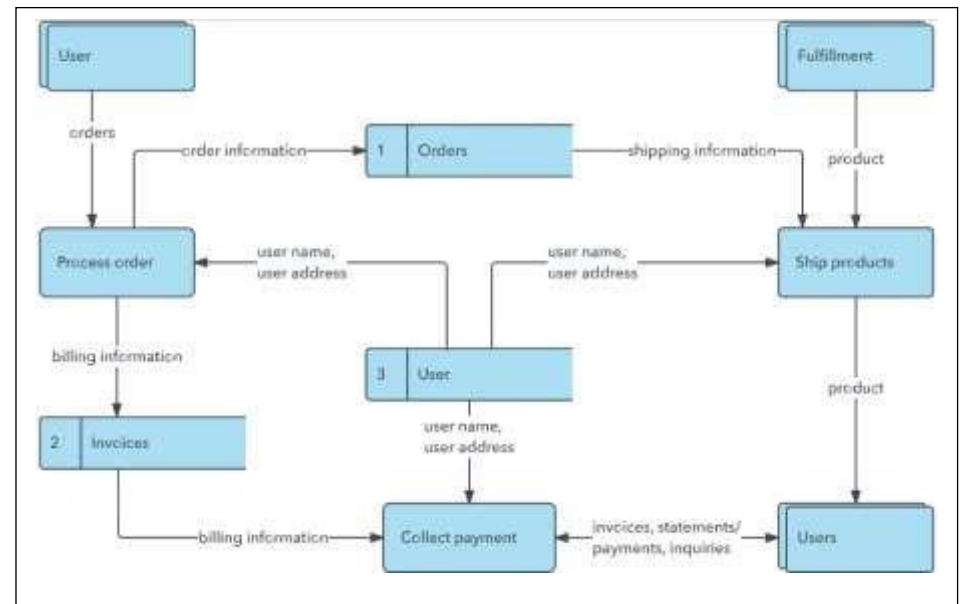 User
Fulfillment
orders
order information
1 Orders
shipping information
product
Process order
user name,
user address
user name,
user address
Ship products
billing information
3 User
product
2 Invoices
user name,
user address
billing information
Collect payment
invoices, statements/
payments, inquiries
Users